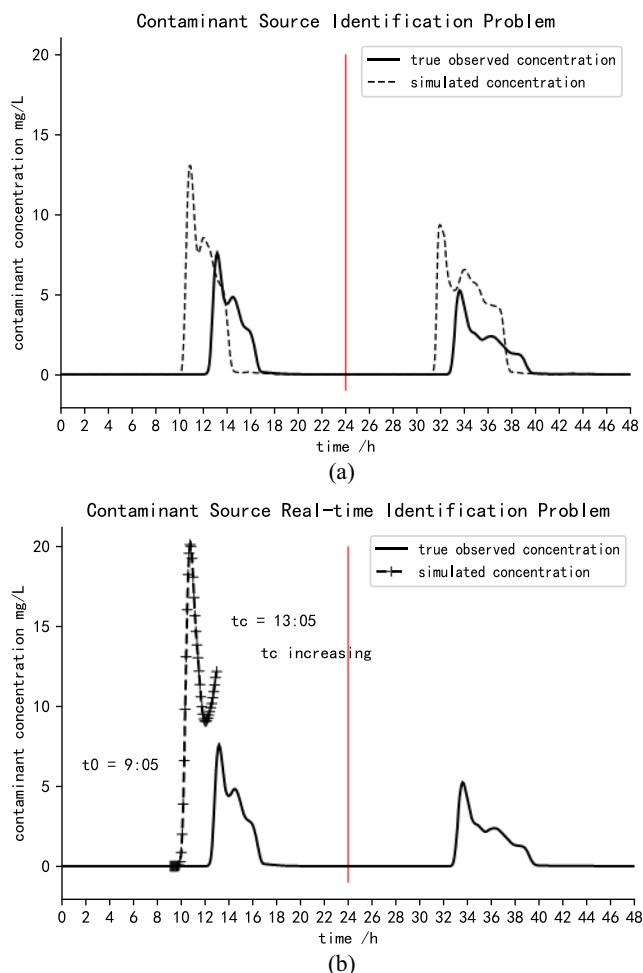 Contaminant Source Identification Problem
true observed concentration
simulated concentration
contaminant concentration mg/L
20
15
10
5
0
0 2 4 6 8 10 12 14 16 18 20 22 24 26 28 30 32 34 36 38 40 42 44 46 48
time /h
(a)
Contaminant Source Real-time Identification Problem
true observed concentration
simulated concentration
contaminant concentration mg/L
20
15
10
5
0
tc = 13:05
tc increasing
t0 = 9:05
0 2 4 6 8 10 12 14 16 18 20 22 24 26 28 30 32 34 36 38 40 42 44 46 48
time /h
(b)